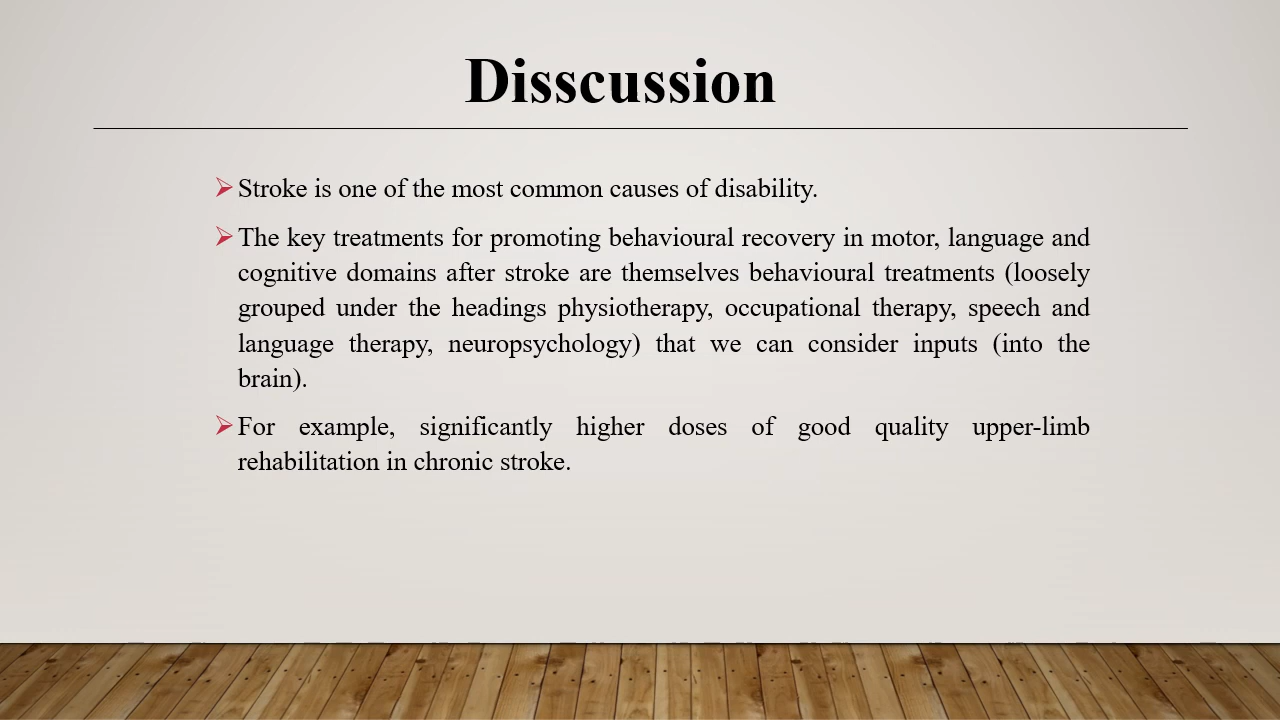 Disscussion
➢Stroke is one of the most common causes of disability.
➢The key treatments for promoting behavioural recovery in motor, language and
cognitive domains after stroke are themselves behavioural treatments (loosely
grouped under the headings physiotherapy, occupational therapy, speech and
language therapy, neuropsychology) that we can consider inputs (into the
brain).
➢For example, significantly higher doses of good quality upper-limb
rehabilitation in chronic stroke.